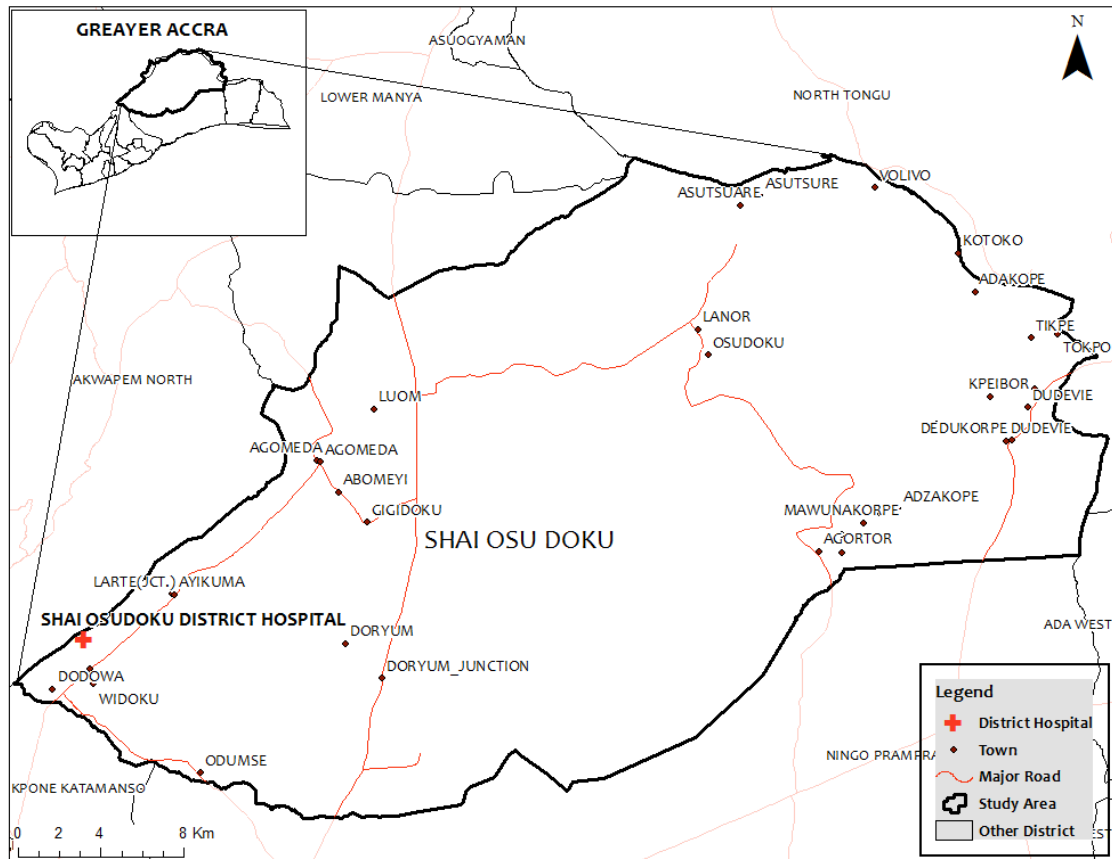 GREAYER ACCRA
N
ASUOGYAMAN
LOWER MANYA
NORTH TONGU
ASUTSURE
ASUTSUARE
VOLIVO
KOTOKO
ADAKOPE
LANOR
TIKPE
TOKPO
OSUDOKU
AKWAPEM NORTH
LUOM
KPEIBOR
DUDEVIE
DEDUKORPE DUDEVIE
AGOMEDA
AGOMEDA
ABOMEYI
ADZAKOPE
MAWUNAKORPE
GIGIDOKU
SHAI OSU DOKU
AGORTOR
LARTE(JCT.) AYIKUMA
SHAI OSUDOKU DISTRICT HOSPITAL
ADA WEST
DORYUM
DORYUM_JUNCTION
DODOWA
WIDOKU
ODUMSE
NINGO PRAMPRA
KPONE KATAMANSO
Legend
District Hospital
Town
Major Road
Study Area
Other District
0 2 4 8 Km